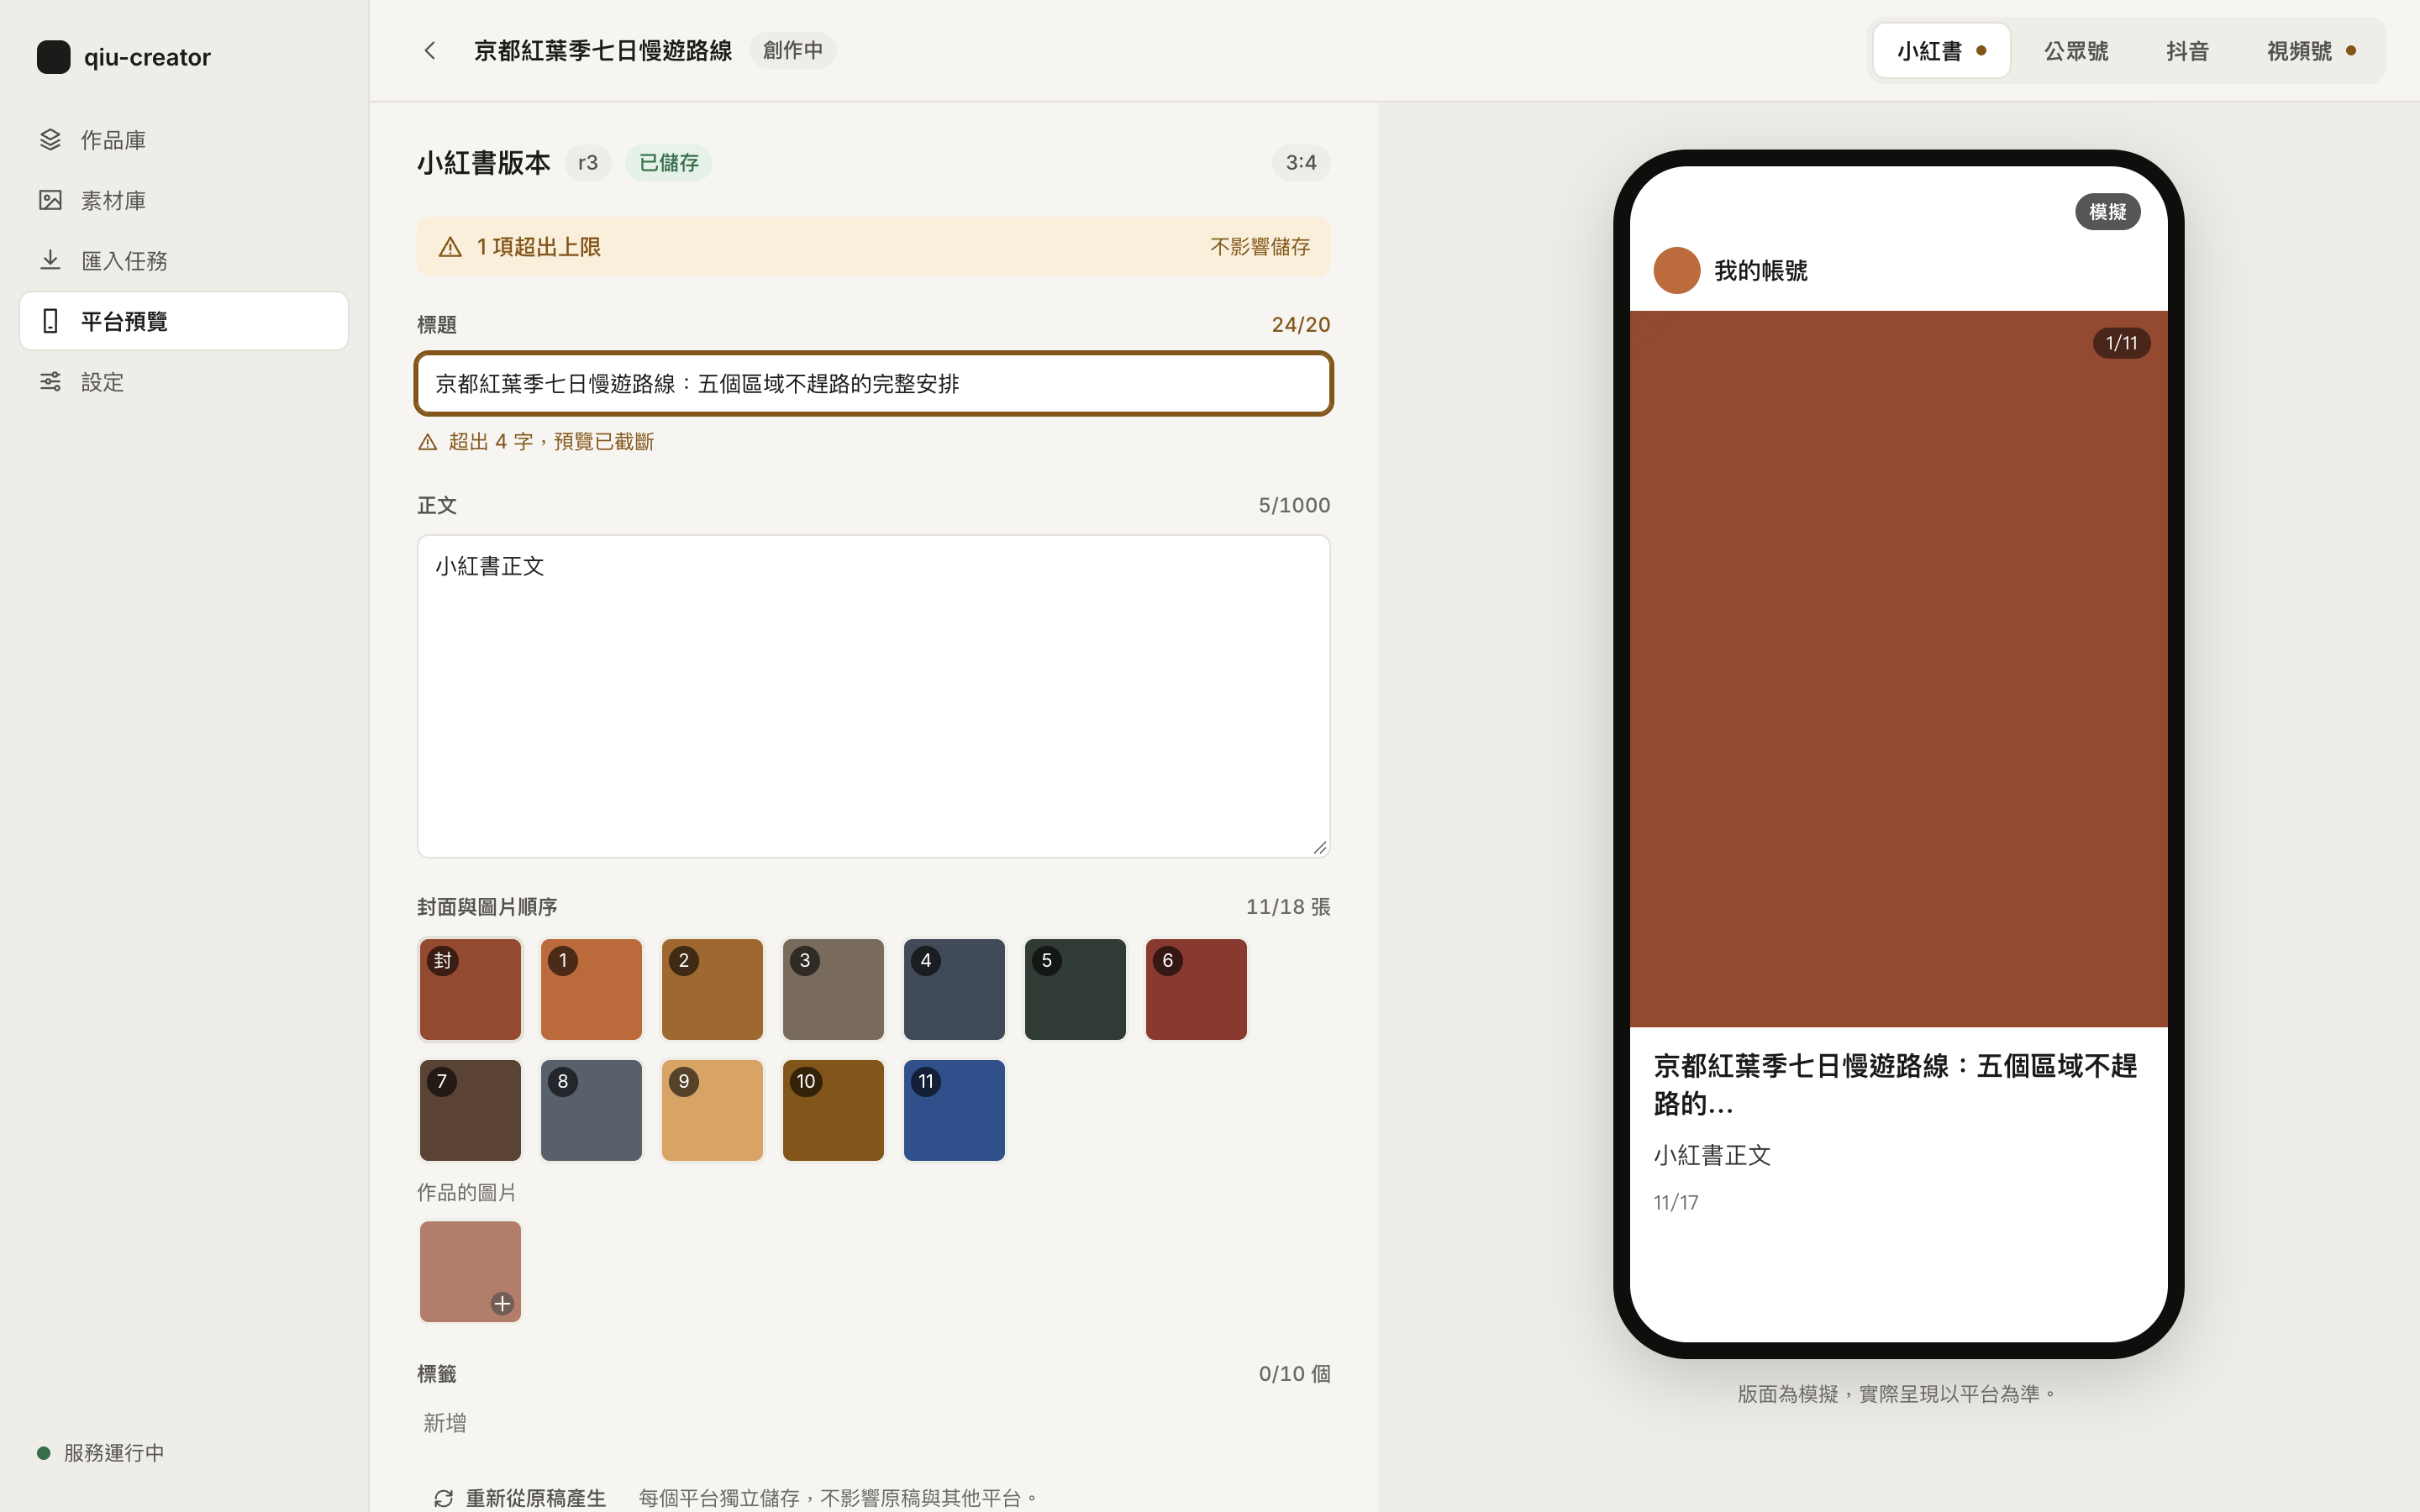 qiu-creator
作品庫
素材庫
匯入任務
平台預覽
設定
服務運行中
京都紅葉季七日慢遊路線 創作中
小紅書 公眾號 抖音 視頻號
小紅書版本 r3 已儲存 3:4
1 項超出上限 不影響儲存
標題 24/20
京都紅葉季七日慢遊路線：五個區域不趕路的完整安排
超出 4 字，預覽已截斷
正文 5/1000
小紅書正文
封面與圖片順序 11/18 張
封 1 2 3 4 5 6
7 8 9 10 11
作品的圖片
標籤 0/10 個
新增
重新從原稿產生 每個平台獨立儲存，不影響原稿與其他平台。
模擬
我的帳號
1/11
京都紅葉季七日慢遊路線：五個區域不趕
路的…
小紅書正文
11/17
版面為模擬，實際呈現以平台為準。